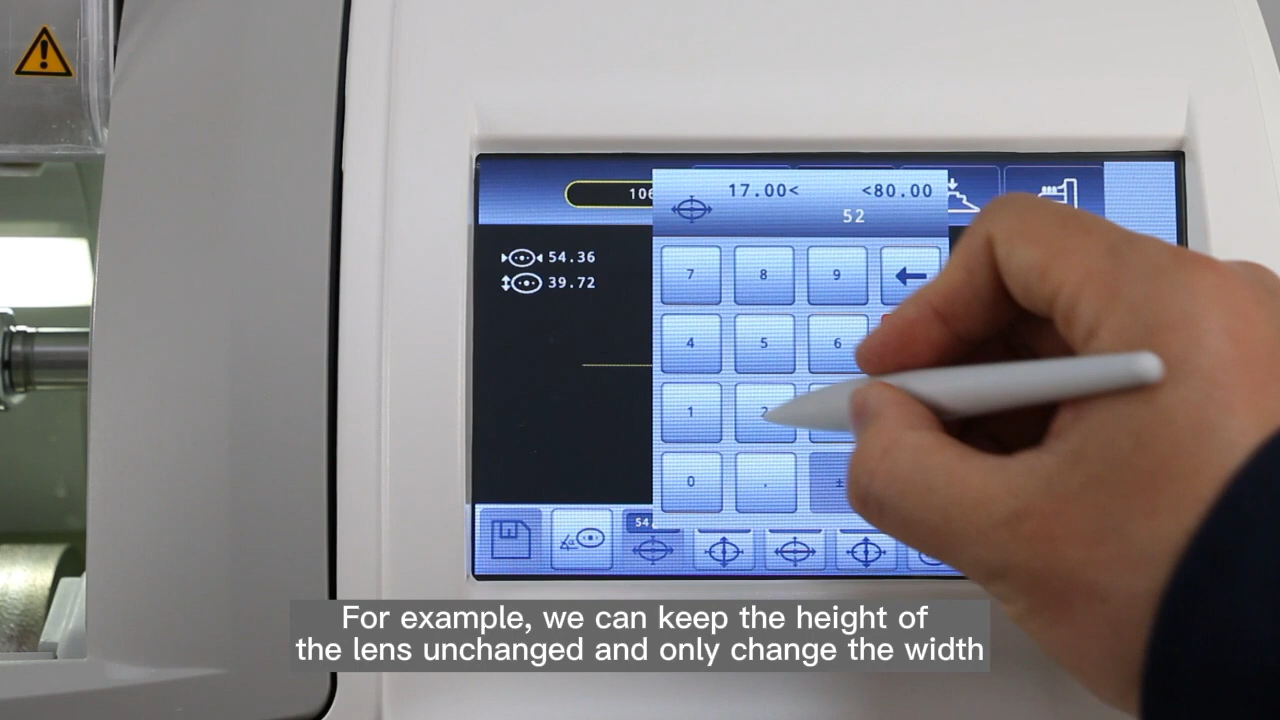 106
17.00< <80.00
52
54.36
39.72
7 8 9
4 5 6
1 2
0 .
54.
For example, we can keep the height of
the lens unchanged and only change the width